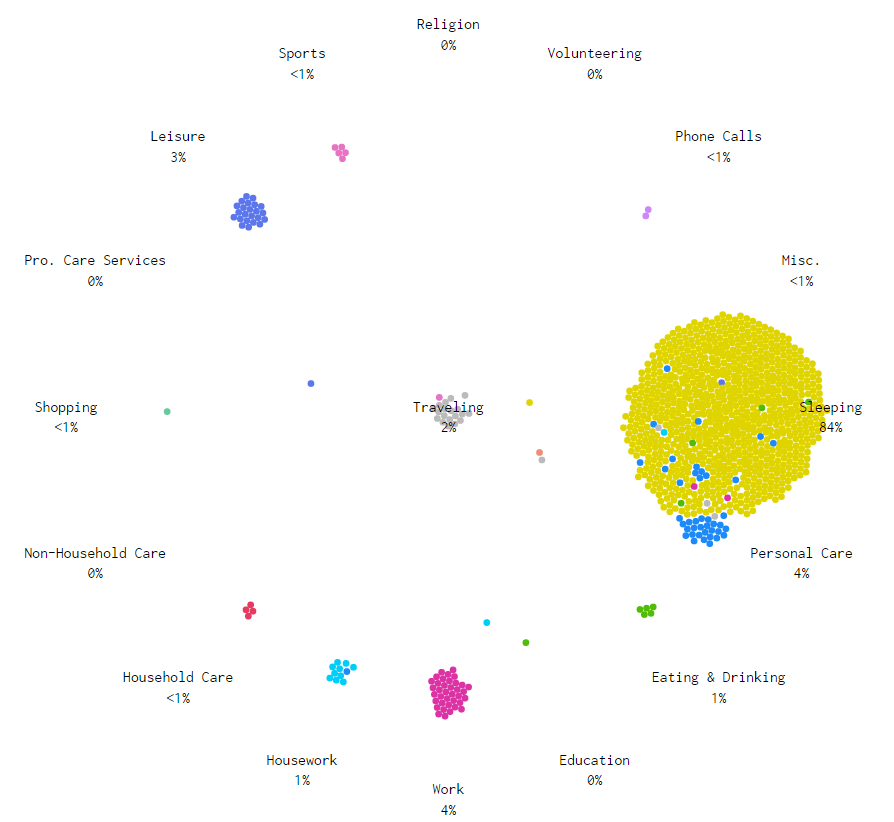 Religion
0%
Sports
<1%
Volunteering
0%
Leisure
3%
Phone Calls
<1%
Pro. Care Services
0%
Misc.
<1%
Shopping
<1%
Traveling
2%
Sleeping
84%
Non-Household Care
0%
Personal Care
4%
Household Care
<1%
Eating & Drinking
1%
Housework
1%
Education
0%
Work
4%